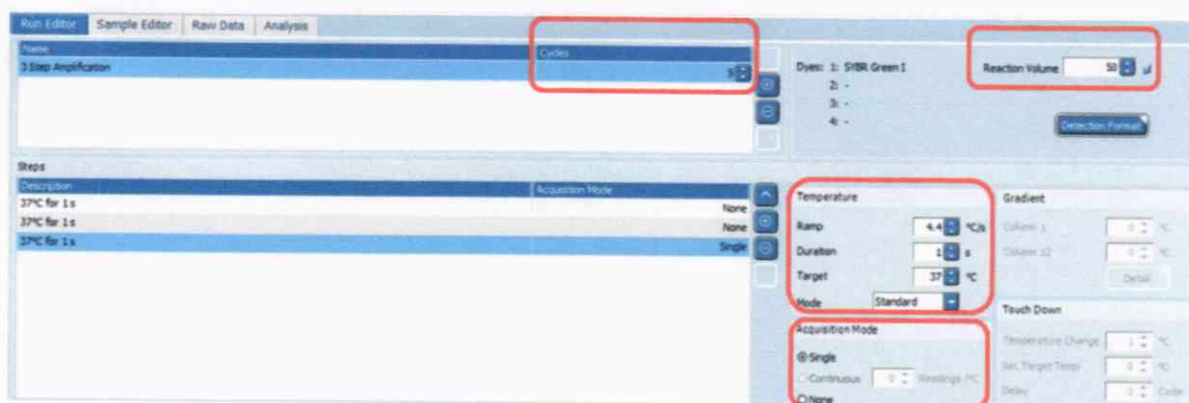 Run Editor Sample Editor Raw Data Analysis
Name Cycles
3 Step Amplification 5
Dyes: 1: SYBR Green I
2: -
3: -
4: -
Reaction Volume 50 µl
Detection Format
Steps
Description Acquisition Mode
37°C for 1 s None
37°C for 1 s None
37°C for 1 s Single
Temperature
Ramp 4.4 °C/s
Duration 1 s
Target 37 °C
Mode Standard
Acquisition Mode
Single
Continuous 0 Readings /°C
None
Gradient
Column 1 0 °C
Column 12 0 °C
Detail
Touch Down
Temperature Change 1 °C
Sec Target Temp 0 °C
Delay 0 Cycle